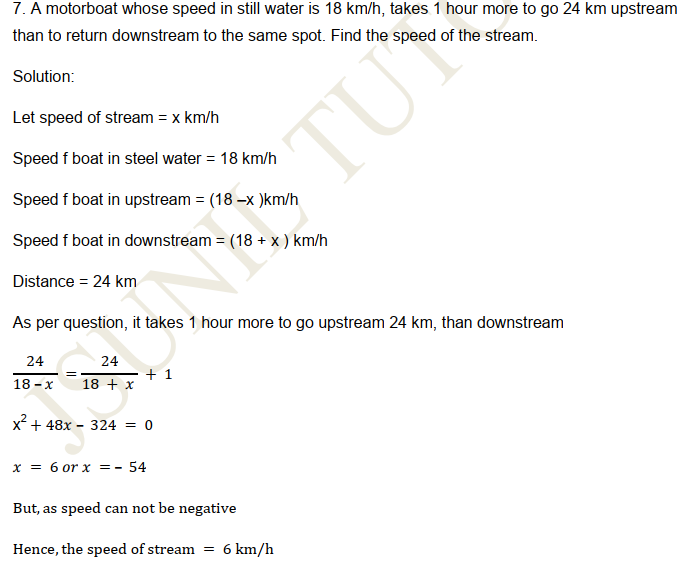 7. A motorboat whose speed in still water is 18 km/h, takes 1 hour more to go 24 km upstream
than to return downstream to the same spot. Find the speed of the stream.
Solution:
Let speed of stream = x km/h
Speed f boat in steel water = 18 km/h
Speed f boat in upstream = (18 –x )km/h
Speed f boat in downstream = (18 + x ) km/h
Distance = 24 km
As per question, it takes 1 hour more to go upstream 24 km, than downstream
24/(18 − x) = 24/(18 + x) + 1
x² + 48x − 324 = 0
x = 6 or x = − 54
But, as speed can not be negative
Hence, the speed of stream = 6 km/h
JSUNIL TUTO